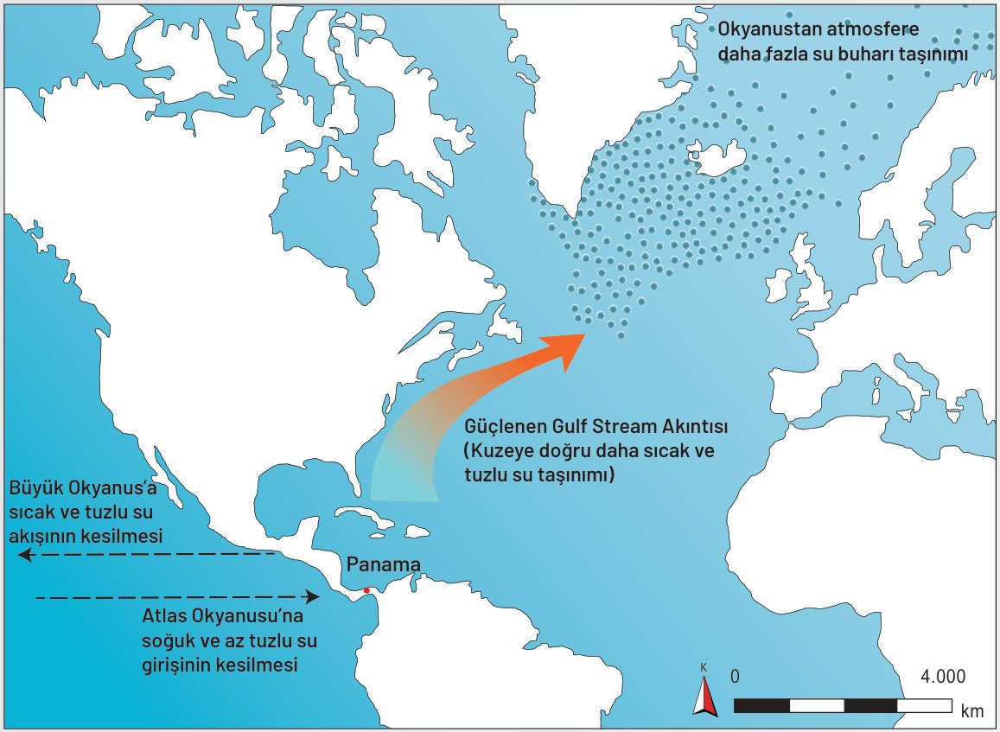 Okyanustan atmosfere
daha fazla su buharı taşınımı
Güçlenen Gulf Stream Akıntısı
(Kuzeye doğru daha sıcak ve
tuzlu su taşınımı)
Büyük Okyanus’a
sıcak ve tuzlu su
akışının kesilmesi
Panama
Atlas Okyanusu’na
soğuk ve az tuzlu su
girişinin kesilmesi
K
0
4.000
km